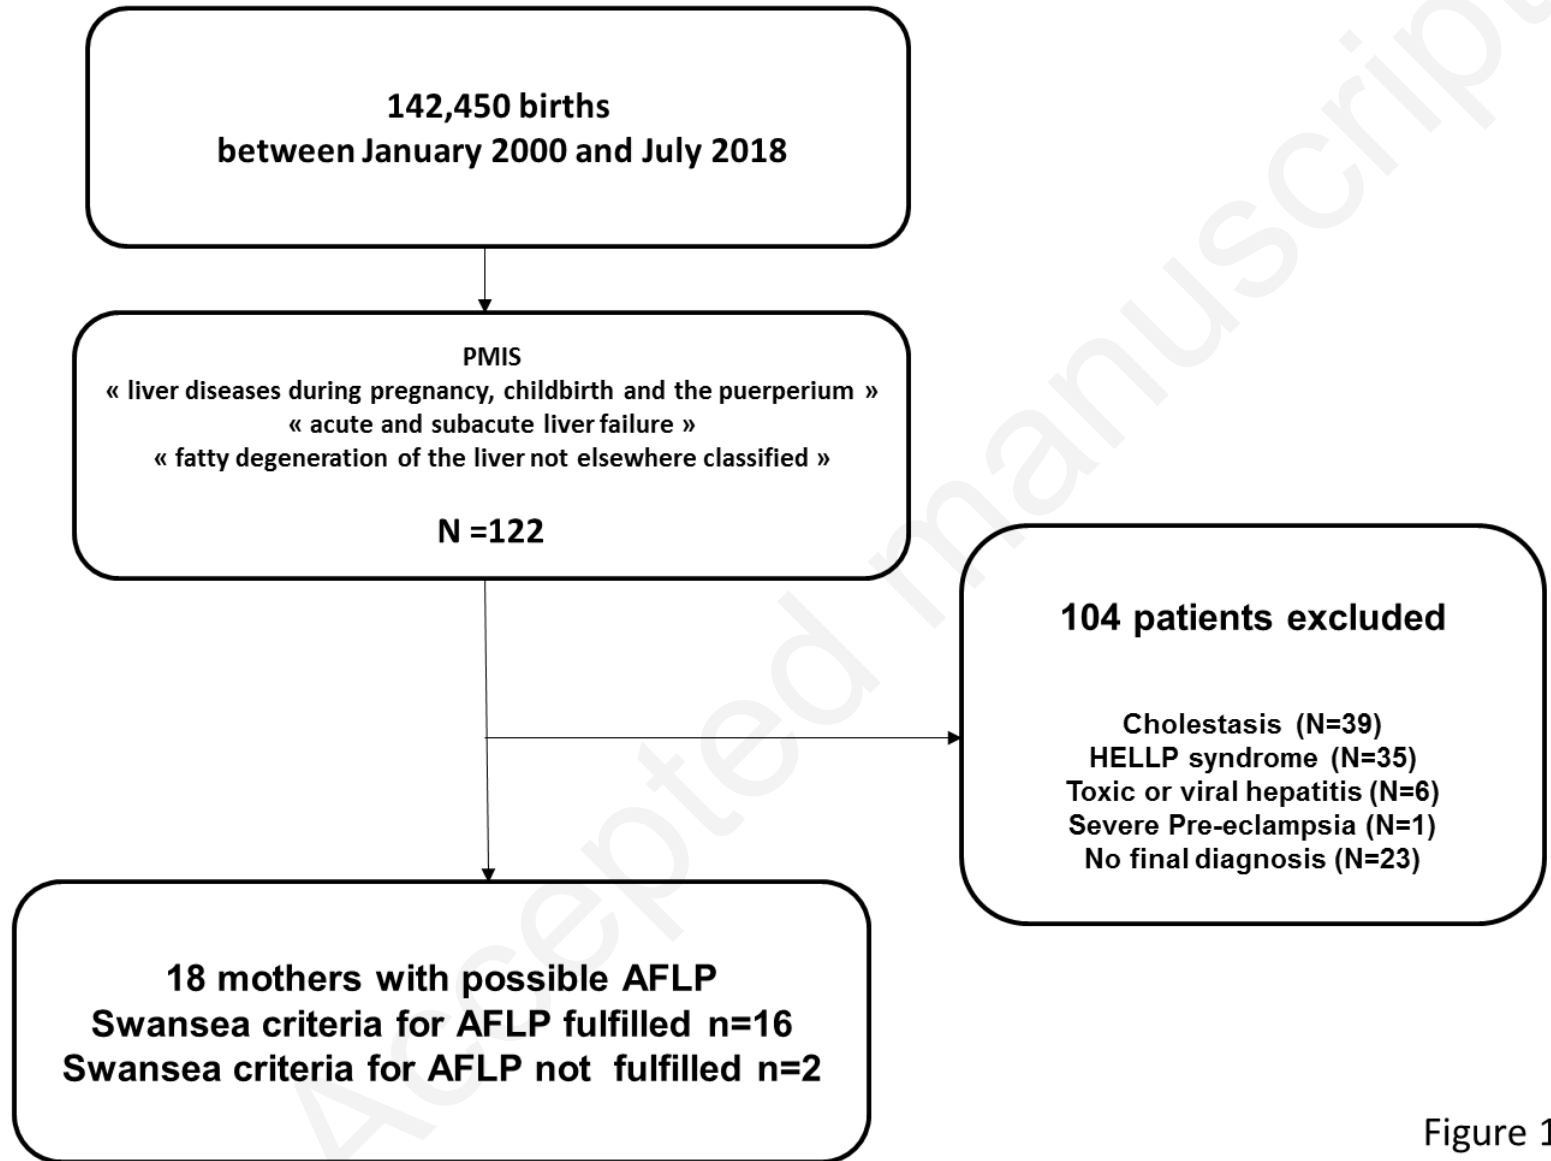 142,450 births
between January 2000 and July 2018
PMIS
« liver diseases during pregnancy, childbirth and the puerperium »
« acute and subacute liver failure »
« fatty degeneration of the liver not elsewhere classified »
N =122
104 patients excluded
Cholestasis (N=39)
HELLP syndrome (N=35)
Toxic or viral hepatitis (N=6)
Severe Pre-eclampsia (N=1)
No final diagnosis (N=23)
18 mothers with possible AFLP
Swansea criteria for AFLP fulfilled n=16
Swansea criteria for AFLP not fulfilled n=2
Figure 1
Accepted manuscript